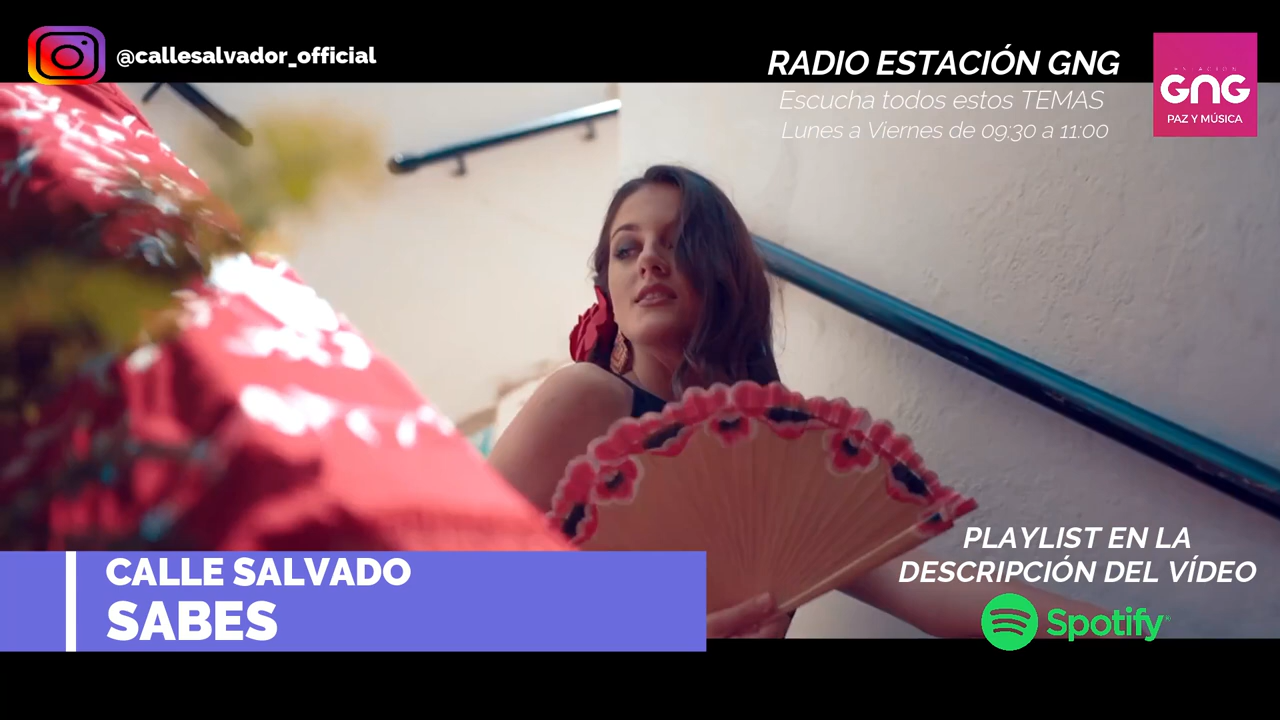 @callesalvador_official
RADIO ESTACIÓN GNG
Escucha todos estos TEMAS
Lunes a Viernes de 09:30 a 11:00
ESTACIÓN
GNG
PAZ Y MÚSICA
CALLE SALVADO
SABES
PLAYLIST EN LA
DESCRIPCIÓN DEL VÍDEO
Spotify®